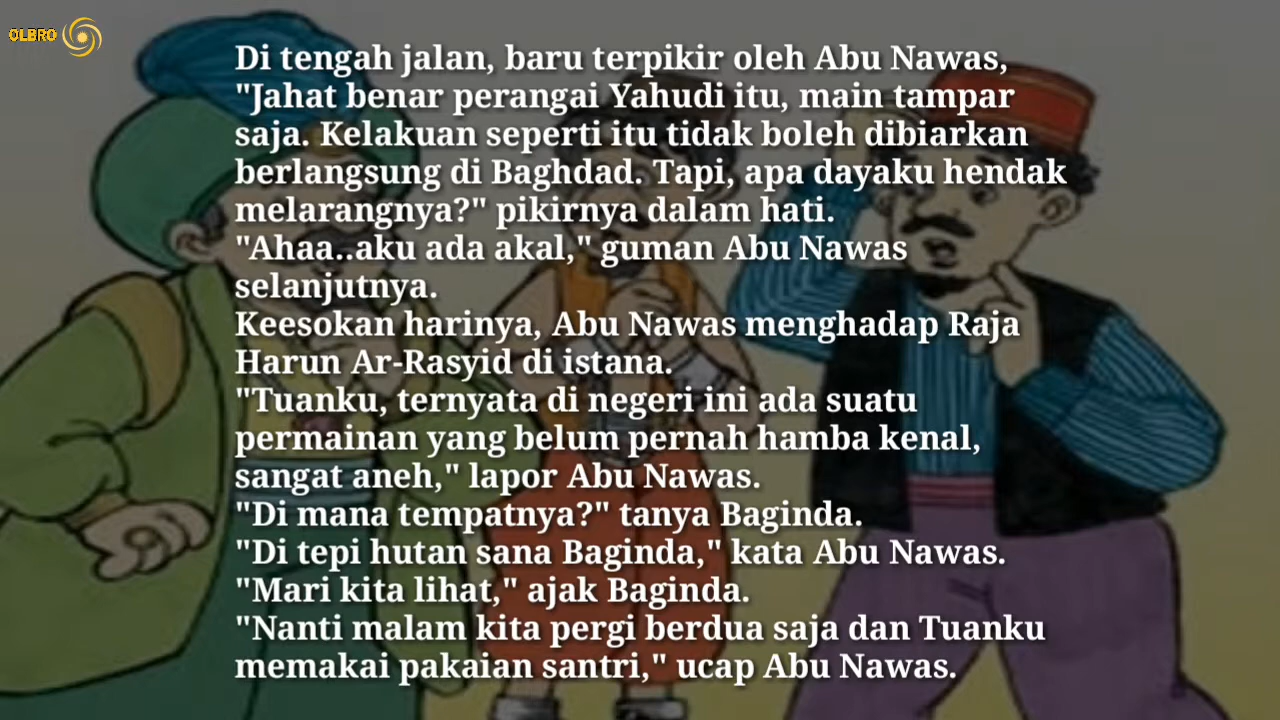 OLBRO
Di tengah jalan, baru terpikir oleh Abu Nawas,
"Jahat benar perangai Yahudi itu, main tampar
saja. Kelakuan seperti itu tidak boleh dibiarkan
berlangsung di Baghdad. Tapi, apa dayaku hendak
melarangnya?" pikirnya dalam hati.
"Ahaa..aku ada akal," guman Abu Nawas
selanjutnya.
Keesokan harinya, Abu Nawas menghadap Raja
Harun Ar-Rasyid di istana.
"Tuanku, ternyata di negeri ini ada suatu
permainan yang belum pernah hamba kenal,
sangat aneh," lapor Abu Nawas.
"Di mana tempatnya?" tanya Baginda.
"Di tepi hutan sana Baginda," kata Abu Nawas.
"Mari kita lihat," ajak Baginda.
"Nanti malam kita pergi berdua saja dan Tuanku
memakai pakaian santri," ucap Abu Nawas.